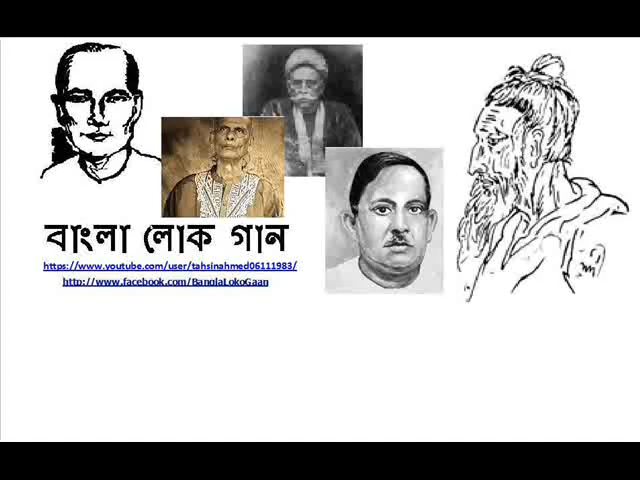 বাংলা লোক গান
https://www.youtube.com/user/tahsinahmed06111983/
http://www.facebook.com/BanglaLokoGaan